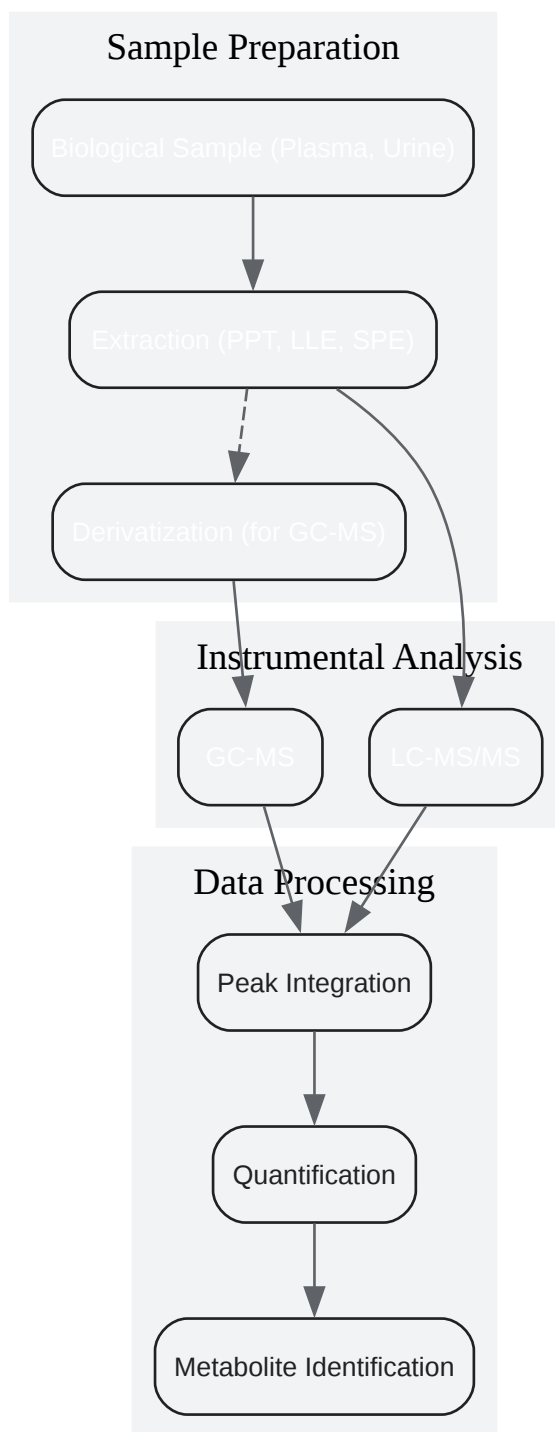 Sample Preparation
Biological Sample (Plasma, Urine)
Extraction (PPT, LLE, SPE)
Derivatization (for GC-MS)
Instrumental Analysis
GC-MS
LC-MS/MS
Data Processing
Peak Integration
Quantification
Metabolite Identification